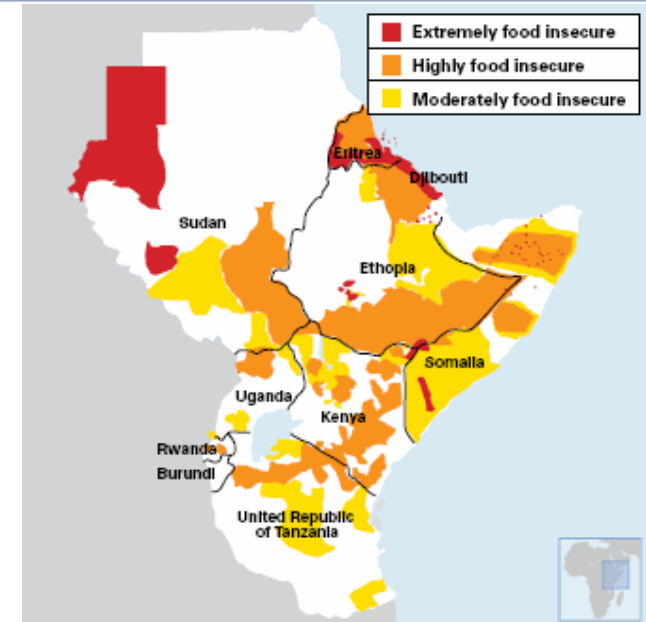 Extremely food insecure
Highly food insecure
Moderately food insecure
Eritrea
Djibouti
Sudan
Ethiopia
Somalia
Uganda
Kenya
Rwanda
Burundi
United Republic
of Tanzania